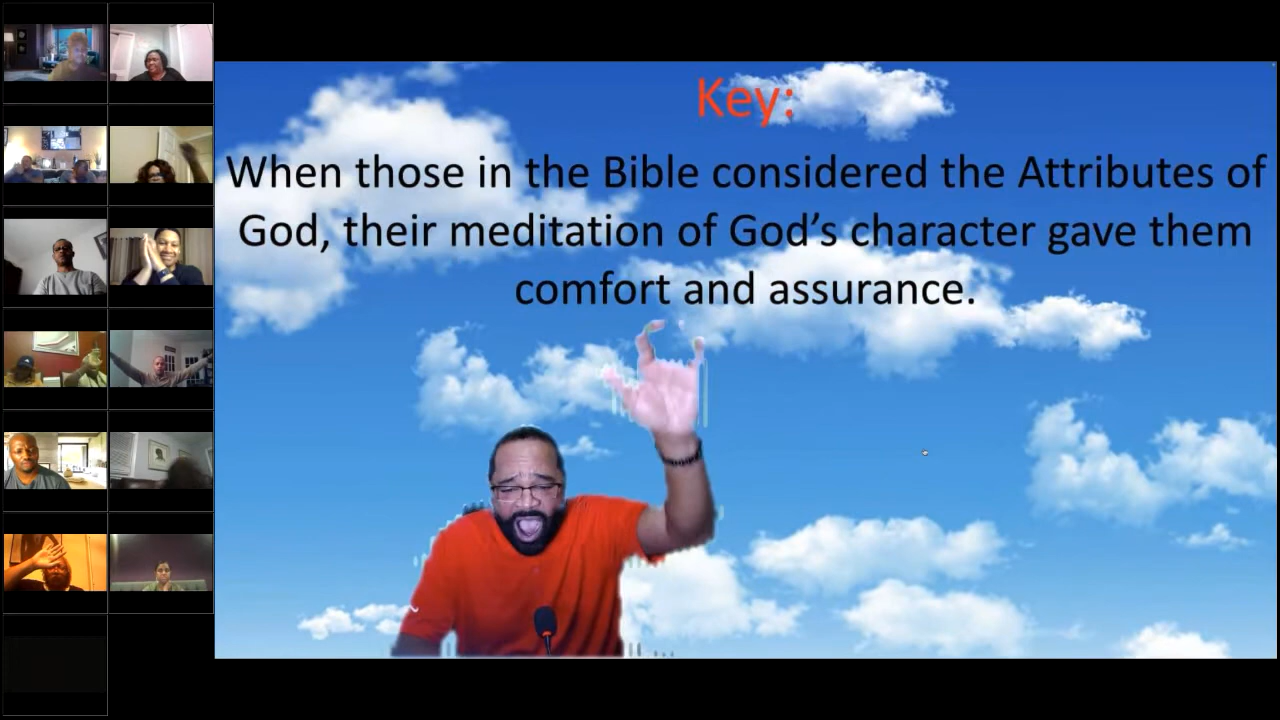 Key:
When those in the Bible considered the Attributes of
God, their meditation of God’s character gave them
comfort and assurance.